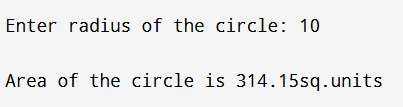 Enter radius of the circle: 10
Area of the circle is 314.15sq.units